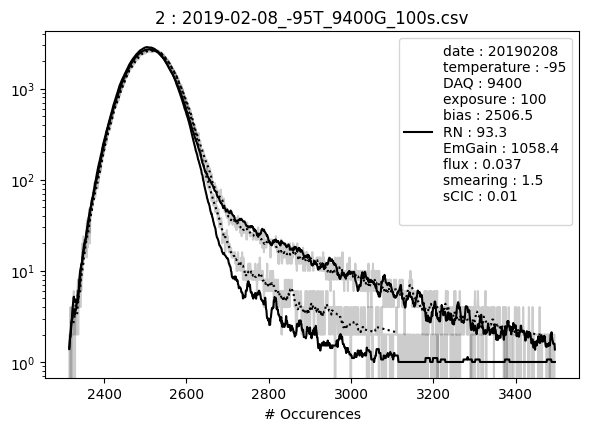 2 : 2019-02-08_-95T_9400G_100s.csv
date : 20190208
temperature : -95
DAQ : 9400
exposure : 100
bias : 2506.5
RN : 93.3
EmGain : 1058.4
flux : 0.037
smearing : 1.5
sCIC : 0.01
10³
10²
10¹
10⁰
2400 2600 2800 3000 3200 3400
# Occurences